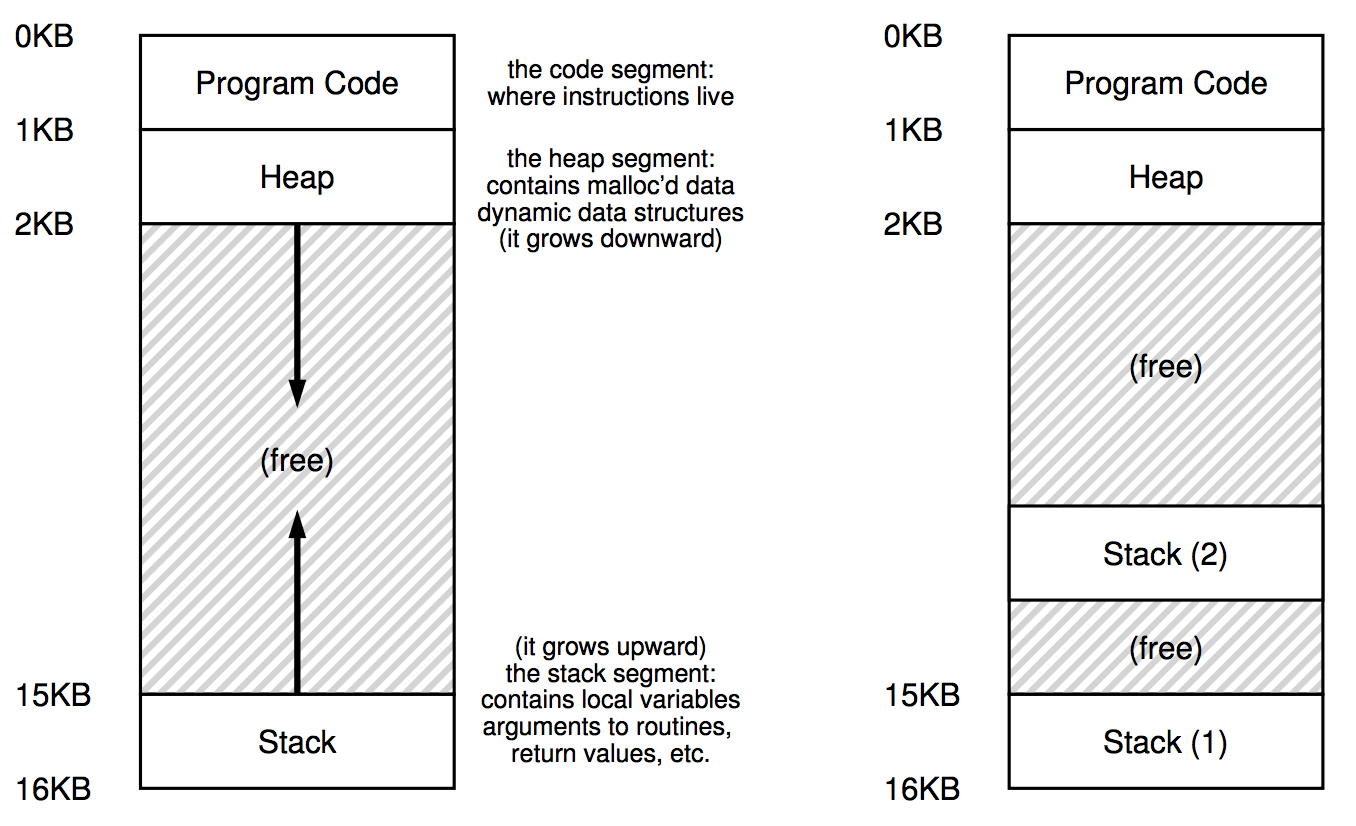 0KB
Program Code
the code segment:
where instructions live
1KB
Heap
the heap segment:
contains malloc’d data
dynamic data structures
(it grows downward)
2KB
(free)
(it grows upward)
the stack segment:
contains local variables
arguments to routines,
return values, etc.
15KB
Stack
16KB
0KB
Program Code
1KB
Heap
2KB
(free)
Stack (2)
(free)
15KB
Stack (1)
16KB